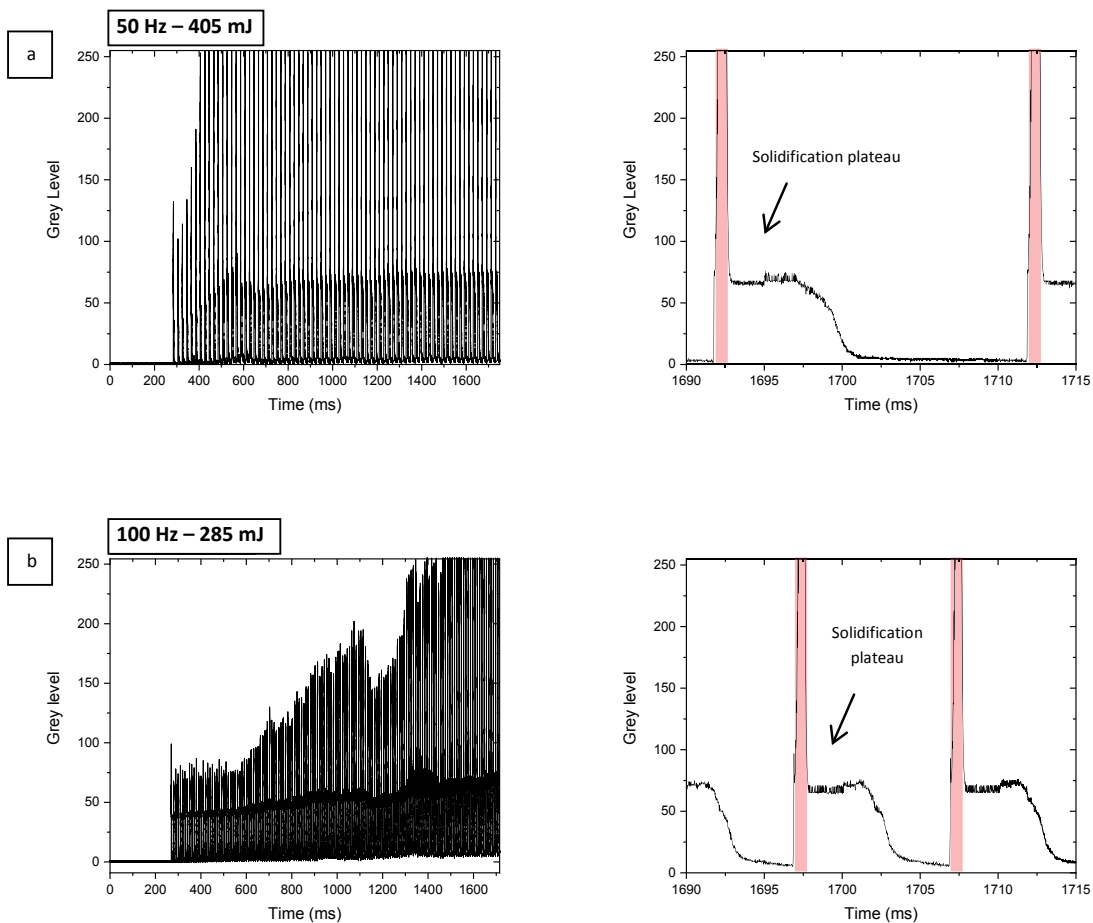 50 Hz – 405 mJ
a
250
200
150
100
50
0
Grey Level
0 200 400 600 800 1000 1200 1400 1600
Time (ms)
250
200
150
100
50
0
Grey Level
Solidification plateau
1690 1695 1700 1705 1710 1715
Time (ms)
100 Hz – 285 mJ
b
250
200
150
100
50
0
Grey level
0 200 400 600 800 1000 1200 1400 1600
Time (ms)
250
200
150
100
50
0
Grey level
Solidification
plateau
1690 1695 1700 1705 1710 1715
Time (ms)